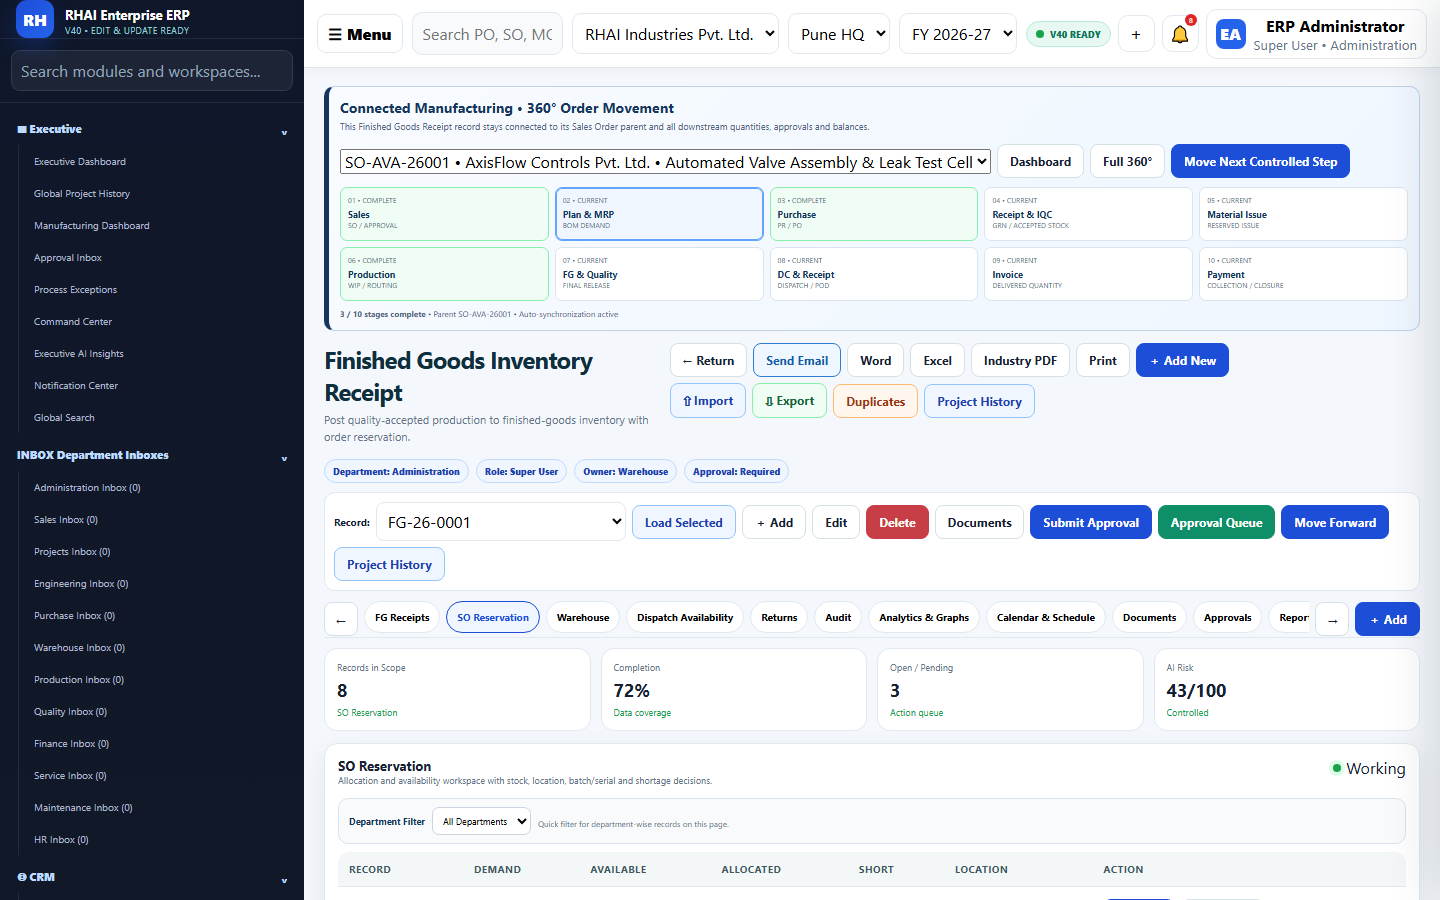 RH
RHAI Enterprise ERP
V40 • EDIT & UPDATE READY
Search modules and workspaces...
Executive
Executive Dashboard
Global Project History
Manufacturing Dashboard
Approval Inbox
Process Exceptions
Command Center
Executive AI Insights
Notification Center
Global Search
INBOX Department Inboxes
Administration Inbox (0)
Sales Inbox (0)
Projects Inbox (0)
Engineering Inbox (0)
Purchase Inbox (0)
Warehouse Inbox (0)
Production Inbox (0)
Quality Inbox (0)
Finance Inbox (0)
Service Inbox (0)
Maintenance Inbox (0)
HR Inbox (0)
CRM
☰ Menu
Search PO, SO, MC
RHAI Industries Pvt. Ltd.
Pune HQ
FY 2026-27
V40 READY
+
8
EA
ERP Administrator
Super User • Administration
Connected Manufacturing • 360° Order Movement
This Finished Goods Receipt record stays connected to its Sales Order parent and all downstream quantities, approvals and balances.
SO-AVA-26001 • AxisFlow Controls Pvt. Ltd. • Automated Valve Assembly & Leak Test Cell
Dashboard
Full 360°
Move Next Controlled Step
01 • COMPLETE
Sales
SO / APPROVAL
02 • CURRENT
Plan & MRP
BOM DEMAND
03 • COMPLETE
Purchase
PR / PO
04 • CURRENT
Receipt & IQC
GRN / ACCEPTED STOCK
05 • CURRENT
Material Issue
RESERVED ISSUE
06 • COMPLETE
Production
WIP / ROUTING
07 • CURRENT
FG & Quality
FINAL RELEASE
08 • CURRENT
DC & Receipt
DISPATCH / POD
09 • CURRENT
Invoice
DELIVERED QUANTITY
10 • CURRENT
Payment
COLLECTION / CLOSURE
3 / 10 stages complete • Parent SO-AVA-26001 • Auto-synchronization active
Finished Goods Inventory
Receipt
Post quality-accepted production to finished-goods inventory with
order reservation.
← Return
Send Email
Word
Excel
Industry PDF
Print
+ Add New
⇧ Import
⇩ Export
Duplicates
Project History
Department: Administration
Role: Super User
Owner: Warehouse
Approval: Required
Record:
FG-26-0001
Load Selected
+ Add
Edit
Delete
Documents
Submit Approval
Approval Queue
Move Forward
Project History
←
FG Receipts
SO Reservation
Warehouse
Dispatch Availability
Returns
Audit
Analytics & Graphs
Calendar & Schedule
Documents
Approvals
Repor
→
+ Add
Records in Scope
8
SO Reservation
Completion
72%
Data coverage
Open / Pending
3
Action queue
AI Risk
43/100
Controlled
SO Reservation
Allocation and availability workspace with stock, location, batch/serial and shortage decisions.
Working
Department Filter
All Departments
Quick filter for department-wise records on this page.
RECORD DEMAND AVAILABLE ALLOCATED SHORT LOCATION ACTION